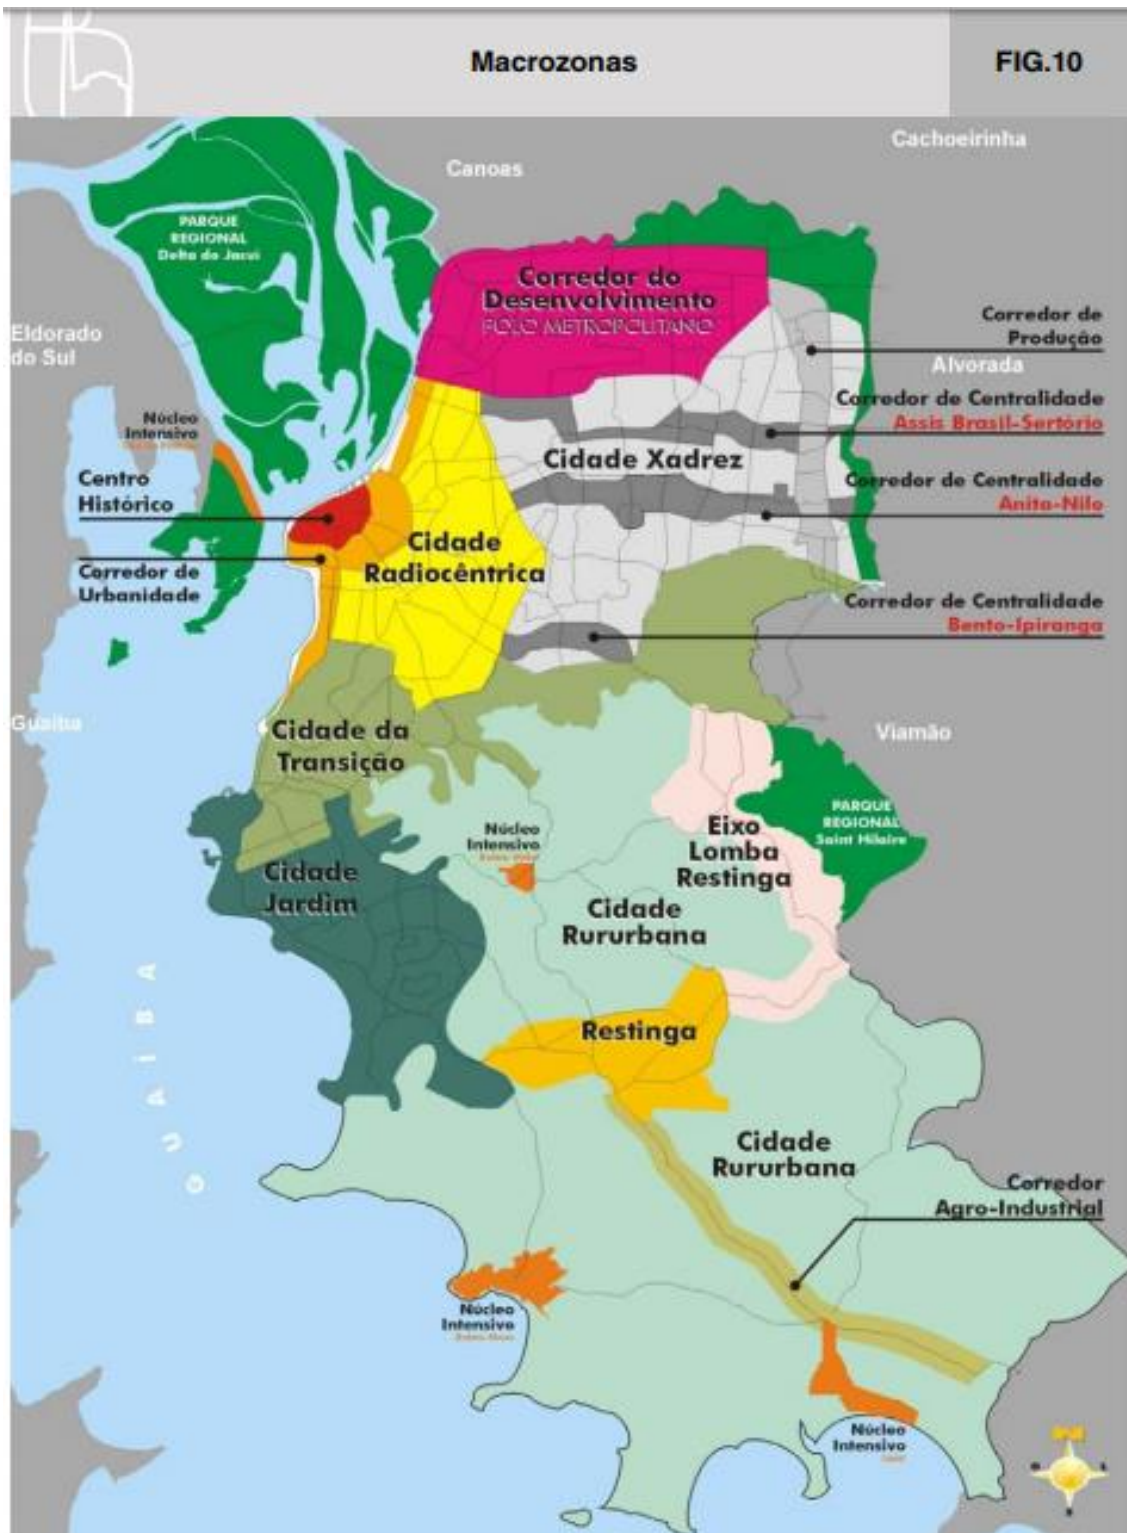 Macrozonas
FIG.10
Cachoeirinha
Canoas
PARQUE
REGIONAL
Delta do Jacuí
Corredor do
Desenvolvimento
POLO METROPOLITANO
Corredor de
Produção
Eldorado
do Sul
Alvorada
Corredor de Centralidade
Assis Brasil-Sertório
Núcleo
Intensivo
Cidade Xadrez
Centro
Histórico
Corredor de Centralidade
Anita-Nilo
Cidade
Radiocêntrica
Corredor de
Urbanidade
Corredor de Centralidade
Bento-Ipiranga
Guaíba
Cidade da
Transição
Viamão
PARQUE
REGIONAL
Saint Hilaire
Núcleo
Intensivo
Eixo
Lomba
Restinga
Cidade
Jardim
Cidade
Rururbana
GUAÍBA
Restinga
Cidade
Rururbana
Corredor
Agro-Industrial
Núcleo
Intensivo
Núcleo
Intensivo